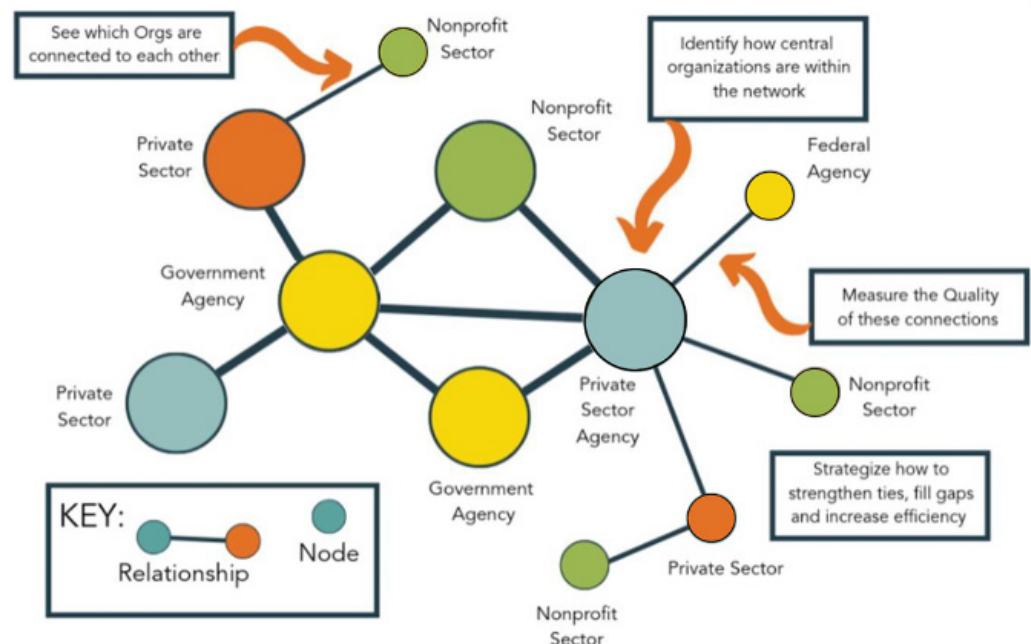 See which Orgs are
connected to each other
Nonprofit
Sector
Identify how central
organizations are within
the network
Nonprofit
Sector
Private
Sector
Federal
Agency
Government
Agency
Measure the Quality
of these connections
Private
Sector
Private
Sector
Agency
Nonprofit
Sector
Government
Agency
Strategize how to
strengthen ties, fill gaps
and increase efficiency
KEY:
Relationship
Node
Private Sector
Nonprofit
Sector